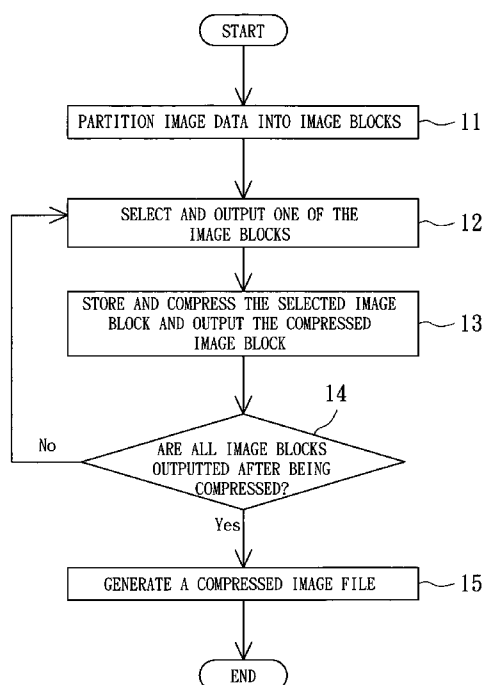 START
PARTITION IMAGE DATA INTO IMAGE BLOCKS
11
SELECT AND OUTPUT ONE OF THE
IMAGE BLOCKS
12
STORE AND COMPRESS THE SELECTED IMAGE
BLOCK AND OUTPUT THE COMPRESSED
IMAGE BLOCK
13
14
No
ARE ALL IMAGE BLOCKS
OUTPUTTED AFTER BEING
COMPRESSED?
Yes
GENERATE A COMPRESSED IMAGE FILE
15
END